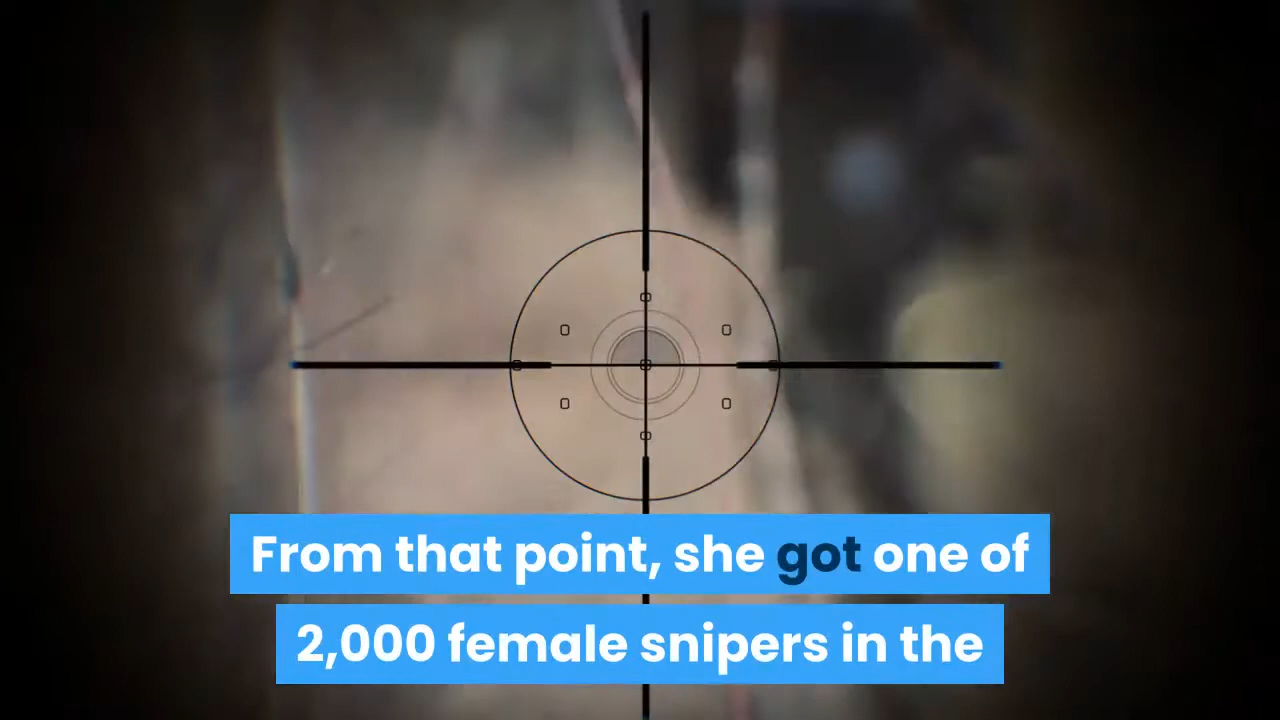 From that point, she got one of
2,000 female snipers in the